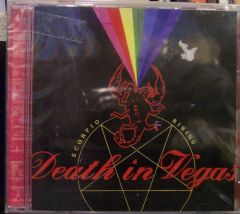 SCORPIO RISING
Death in Vegas